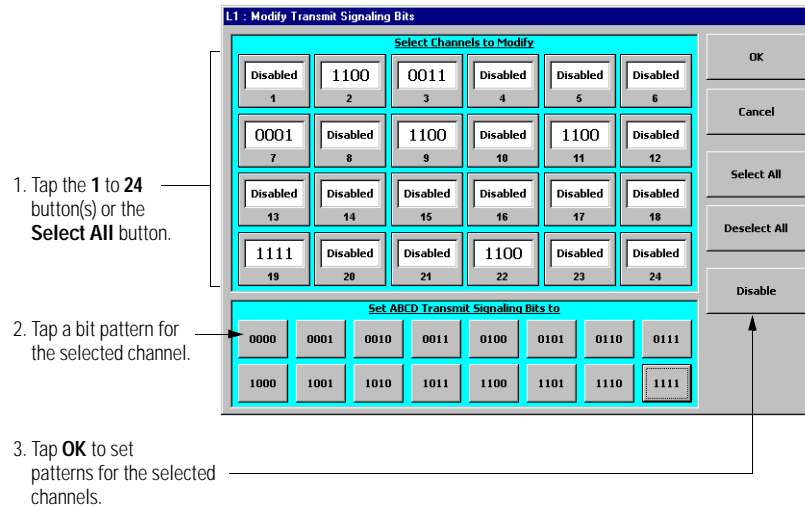 L1 : Modify Transmit Signaling Bits
Select Channels to Modify
Disabled 1100 0011 Disabled Disabled Disabled
1 2 3 4 5 6
0001 Disabled 1100 Disabled 1100 Disabled
7 8 9 10 11 12
Disabled Disabled Disabled Disabled Disabled Disabled
13 14 15 16 17 18
1111 Disabled Disabled 1100 Disabled Disabled
19 20 21 22 23 24
Set ABCD Transmit Signaling Bits to
0000 0001 0010 0011 0100 0101 0110 0111
1000 1001 1010 1011 1100 1101 1110 1111
OK
Cancel
Select All
Deselect All
Disable
1. Tap the 1 to 24
button(s) or the
Select All button.
2. Tap a bit pattern for
the selected channel.
3. Tap OK to set
patterns for the selected
channels.